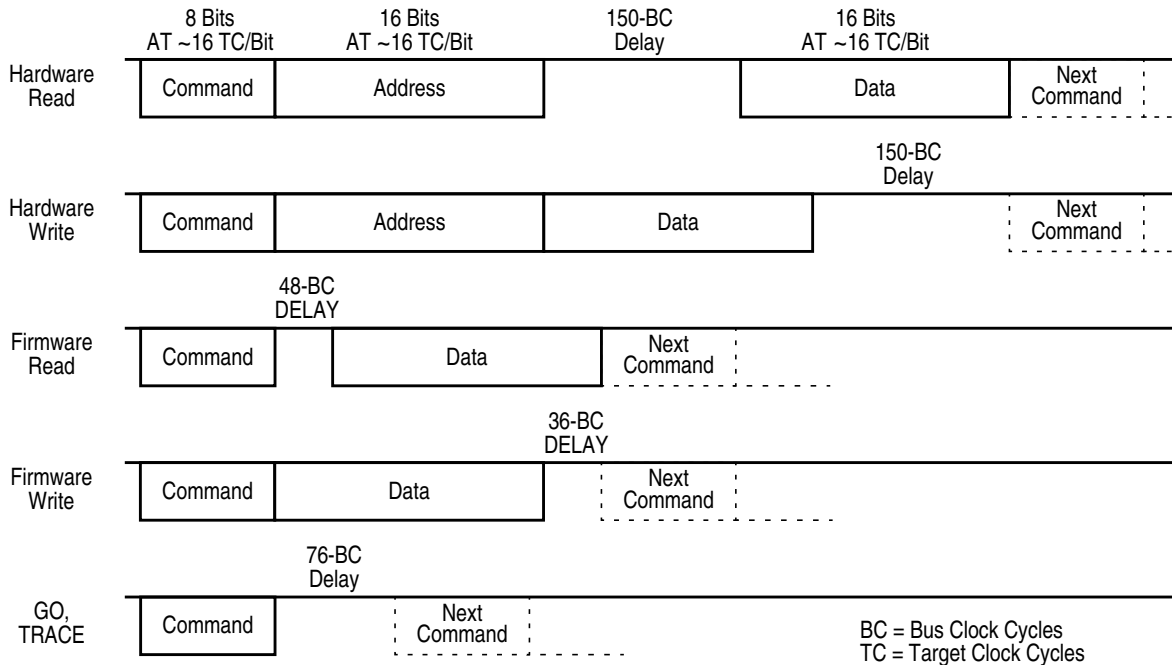 8 Bits
AT ~16 TC/Bit
16 Bits
AT ~16 TC/Bit
150-BC
Delay
16 Bits
AT ~16 TC/Bit
Hardware
Read
Command
Address
Data
Next
Command
150-BC
Delay
Hardware
Write
Command
Address
Data
Next
Command
48-BC
DELAY
Firmware
Read
Command
Data
Next
Command
36-BC
DELAY
Firmware
Write
Command
Data
Next
Command
76-BC
Delay
GO,
TRACE
Command
Next
Command
BC = Bus Clock Cycles
TC = Target Clock Cycles